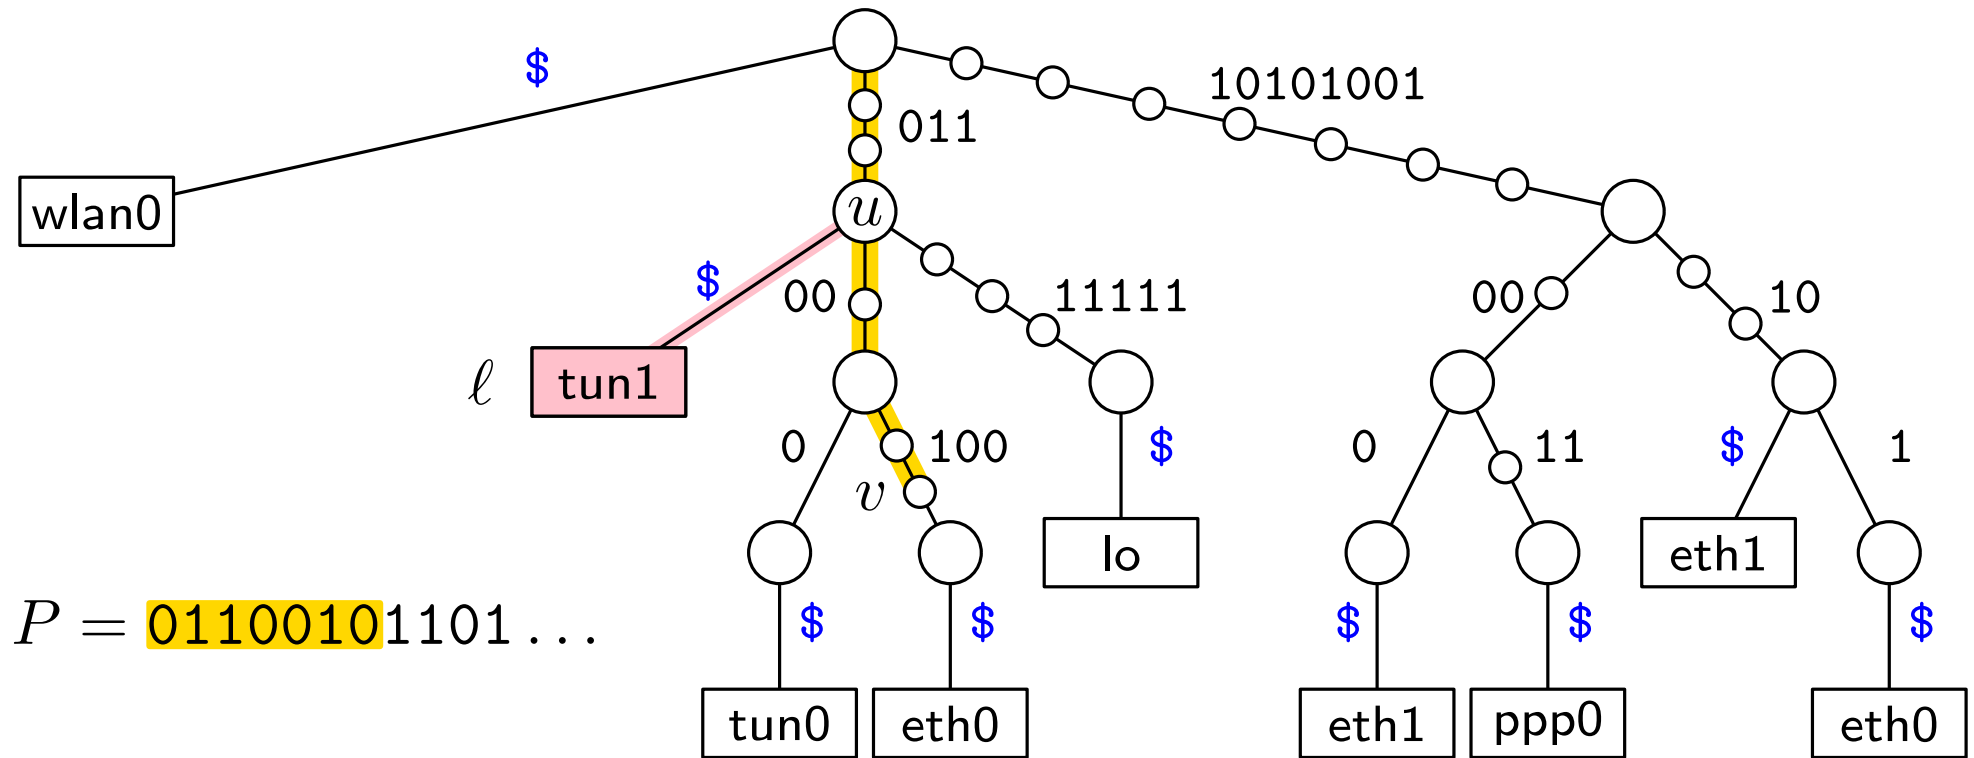 $
10101001
011
wlan0
u
$
00
11111
00
10
ℓ
tun1
0
100
$
0
11
$
1
v
lo
eth1
P = 01100101101...
$
$
$
$
$
tun0
eth0
eth1
ppp0
eth0